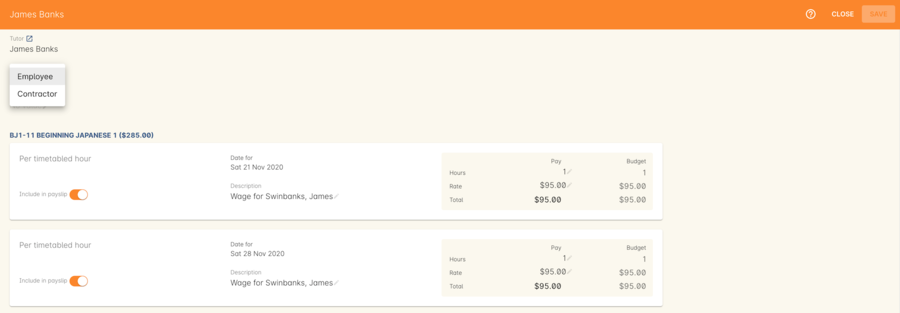 James Banks
CLOSE
SAVE
Tutor
James Banks
Employee
Contractor
BJ1-11 BEGINNING JAPANESE 1 ($285.00)
Per timetabled hour
Include in payslip
Date for
Sat 21 Nov 2020
Description
Wage for Swinbanks, James
Pay Budget
Hours 1 1
Rate $95.00 $95.00
Total $95.00 $95.00
Per timetabled hour
Include in payslip
Date for
Sat 28 Nov 2020
Description
Wage for Swinbanks, James
Pay Budget
Hours 1 1
Rate $95.00 $95.00
Total $95.00 $95.00